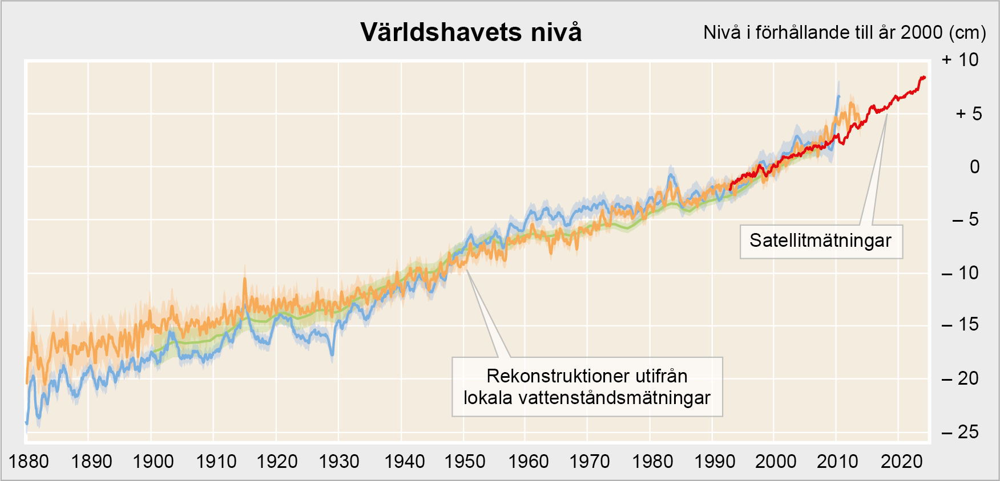 Världshavets nivå
Nivå i förhållande till år 2000 (cm)
+ 10
+ 5
0
– 5
– 10
– 15
– 20
– 25
Satellitmätningar
Rekonstruktioner utifrån
lokala vattenståndsmätningar
1880 1890 1900 1910 1920 1930 1940 1950 1960 1970 1980 1990 2000 2010 2020